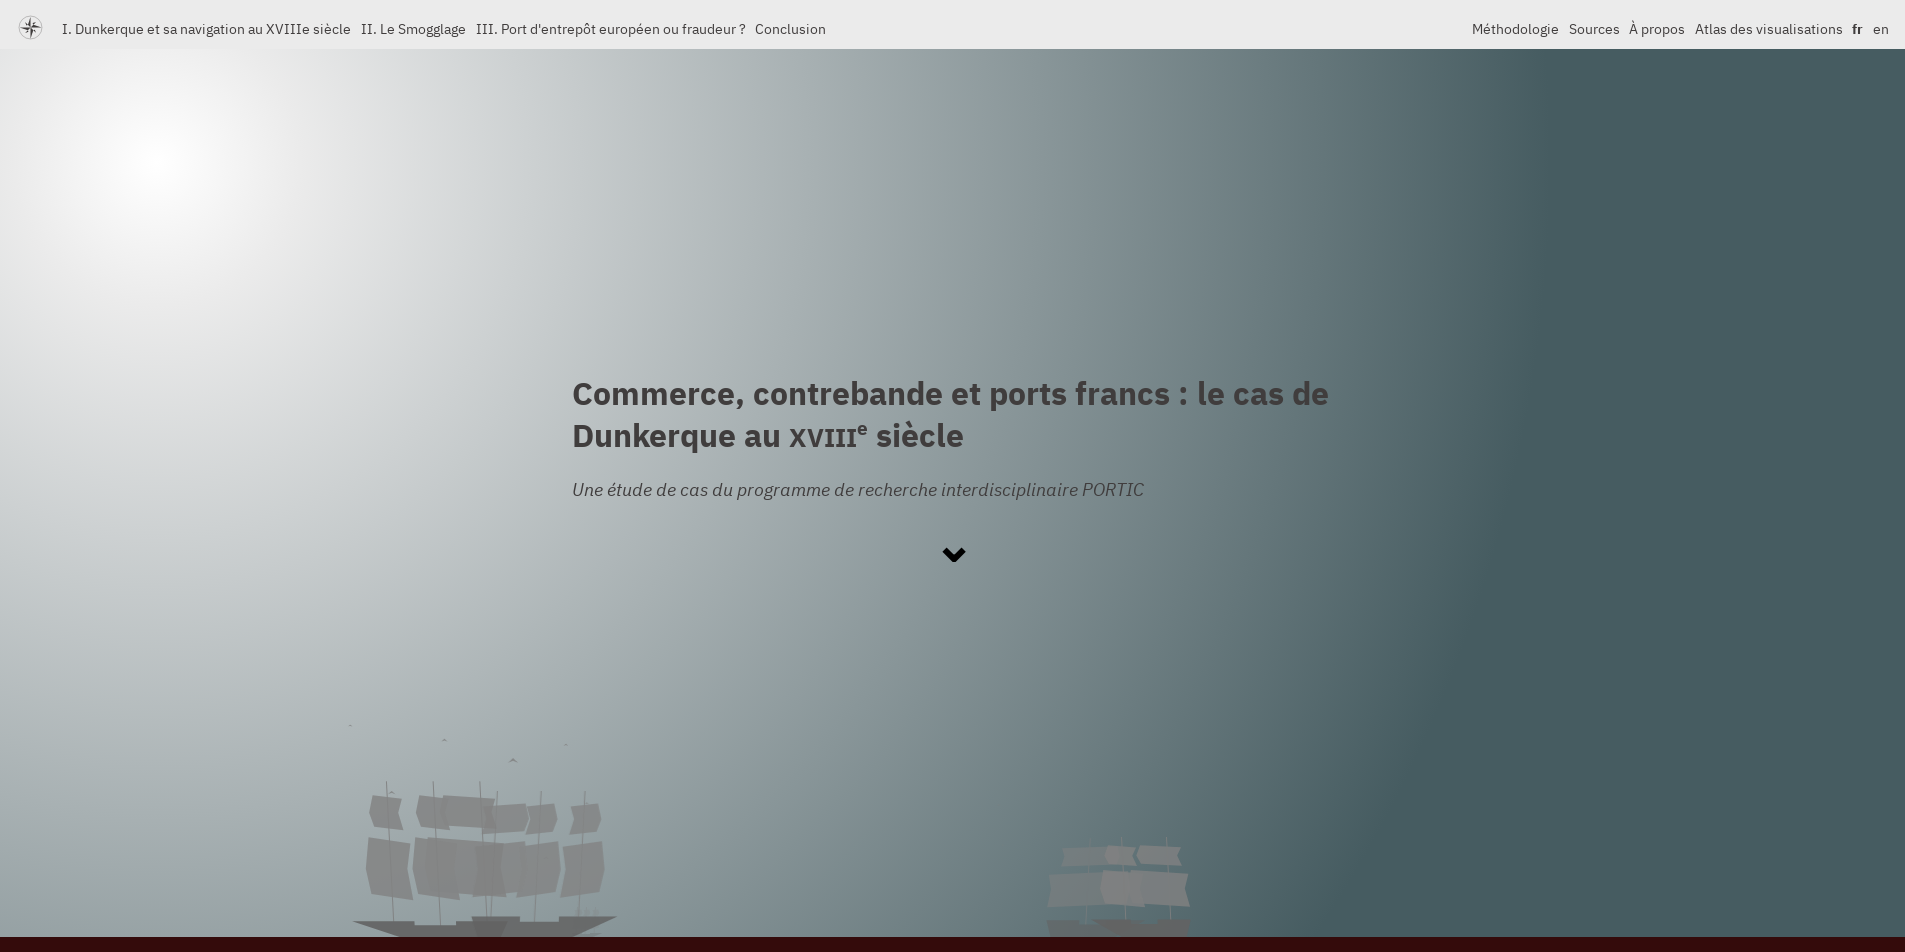 I. Dunkerque et sa navigation au XVIIIe siècle II. Le Smogglage III. Port d'entrepôt européen ou fraudeur ? Conclusion Méthodologie Sources À propos Atlas des visualisations fr en
Commerce, contrebande et ports francs : le cas de
Dunkerque au XVIIIe siècle
Une étude de cas du programme de recherche interdisciplinaire PORTIC